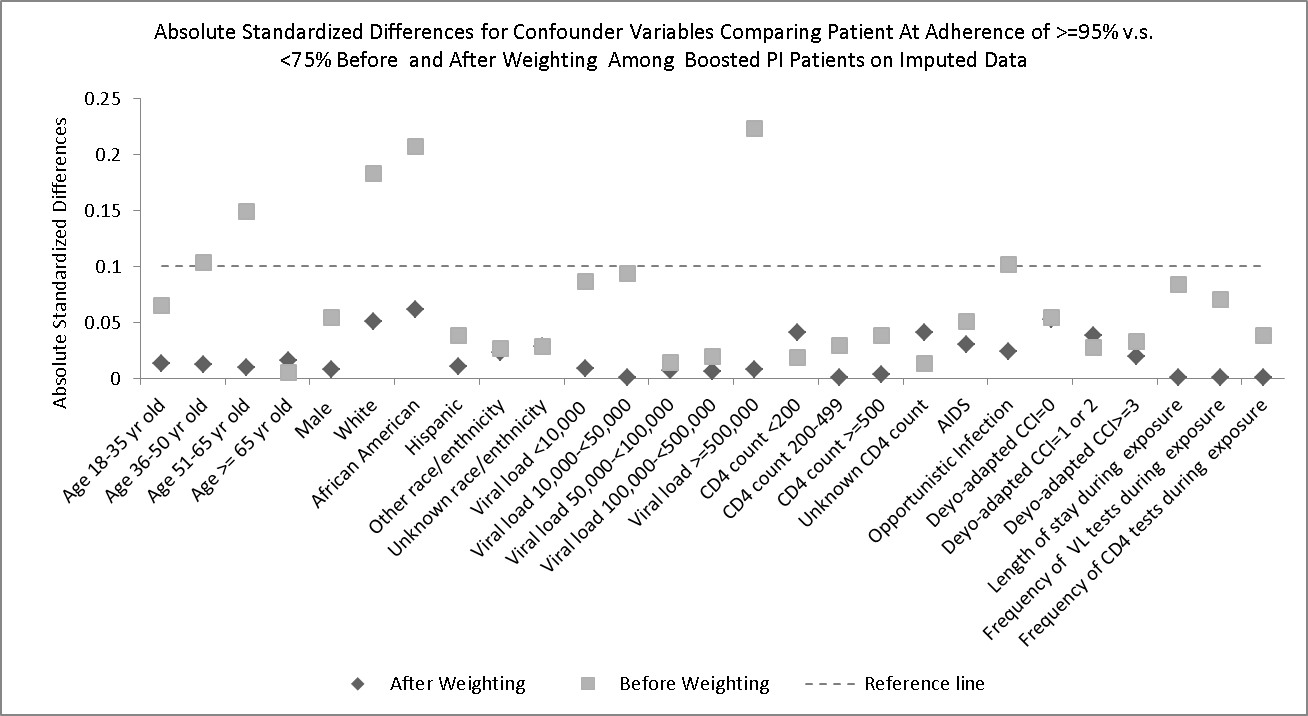 Absolute Standardized Differences for Confounder Variables Comparing Patient At Adherence of >=95% v.s.
<75% Before and After Weighting Among Boosted PI Patients on Imputed Data
Absolute Standardized Differences
0.25
0.2
0.15
0.1
0.05
0
Age 18-35 yr old
Age 36-50 yr old
Age 51-65 yr old
Age >= 65 yr old
Male
White
African American
Hispanic
Other race/enthnicity
Unknown race/ethnicity
Viral load <10,000
Viral load 10,000-<50,000
Viral load 50,000-<100,000
Viral load 100,000-<500,000
Viral load >=500,000
CD4 count <200
CD4 count 200-499
CD4 count >=500
Unknown CD4 count
AIDS
Opportunistic Infection
Deyo-adapted CCI=0
Deyo-adapted CCI=1 or 2
Deyo-adapted CCI>=3
Length of stay during exposure
Frequency of VL tests during exposure
Frequency of CD4 tests during exposure
After Weighting
Before Weighting
Reference line